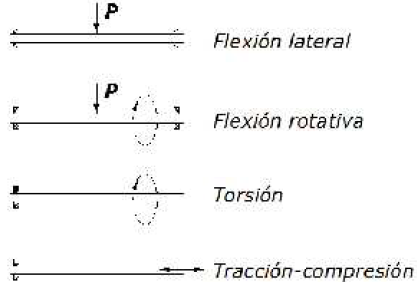 P
Flexión lateral
P
Flexión rotativa
Torsión
Tracción-compresión